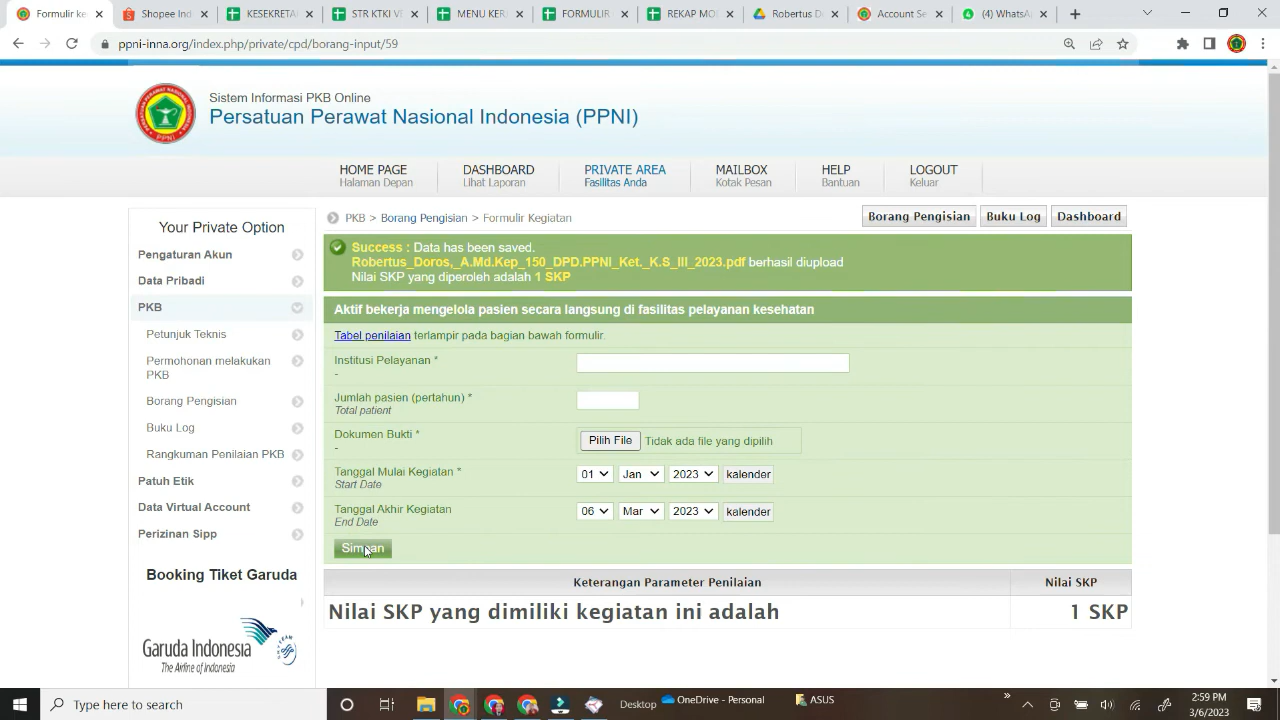 Formulir ke
Shopee Ind
KESEKRETA
STR KTKI V
MENU KER
FORMULIR
REKAP MO
Robertus D
Account Se
(4) WhatsA
ppni-inna.org/index.php/private/cpd/borang-input/59
Sistem Informasi PKB Online
Persatuan Perawat Nasional Indonesia (PPNI)
PPNI
HOME PAGE
Halaman Depan
DASHBOARD
Lihat Laporan
PRIVATE AREA
Fasilitas Anda
MAILBOX
Kotak Pesan
HELP
Bantuan
LOGOUT
Keluar
Your Private Option
Pengaturan Akun
Data Pribadi
PKB
Petunjuk Teknis
Permohonan melakukan
PKB
Borang Pengisian
Buku Log
Rangkuman Penilaian PKB
Patuh Etik
Data Virtual Account
Perizinan Sipp
Booking Tiket Garuda
Garuda Indonesia
The Airline of Indonesia
PKB > Borang Pengisian > Formulir Kegiatan
Borang Pengisian
Buku Log
Dashboard
Success : Data has been saved.
Robertus_Doros,_A.Md.Kep_150_DPD.PPNI_Ket._K.S_III_2023.pdf berhasil diupload
Nilai SKP yang diperoleh adalah 1 SKP
Aktif bekerja mengelola pasien secara langsung di fasilitas pelayanan kesehatan
Tabel penilaian terlampir pada bagian bawah formulir.
Institusi Pelayanan *
-
Jumlah pasien (pertahun) *
Total patient
Dokumen Bukti *
-
Pilih File Tidak ada file yang dipilih
Tanggal Mulai Kegiatan *
Start Date
01 Jan 2023 kalender
Tanggal Akhir Kegiatan
End Date
06 Mar 2023 kalender
Simpan
Keterangan Parameter Penilaian
Nilai SKP
Nilai SKP yang dimiliki kegiatan ini adalah
1 SKP
Type here to search
Desktop
OneDrive - Personal
ASUS
2:59 PM
3/6/2023